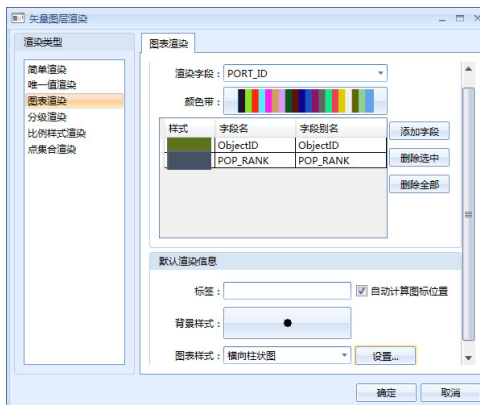 矢量图层渲染
渲染类型
简单渲染
唯一值渲染
图表渲染
分级渲染
比例样式渲染
点集合渲染
图表渲染
渲染字段： PORT_ID
颜色带：
样式 字段名 字段别名
ObjectID ObjectID
POP_RANK POP_RANK
添加字段
删除选中
删除全部
默认渲染信息
标签： 自动计算图标位置
背景样式：
图表样式： 横向柱状图 设置...
确定 取消